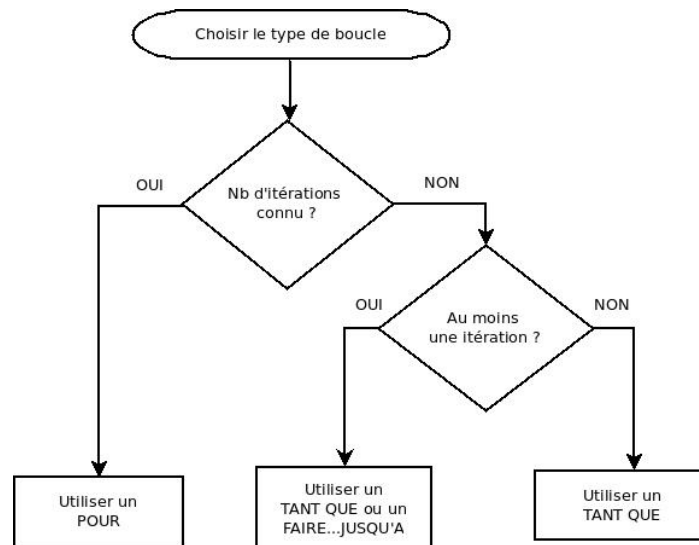 Choisir le type de boucle
Nb d'itérations
connu ?
OUI
NON
Au moins
une itération ?
OUI
NON
Utiliser un
POUR
Utiliser un
TANT QUE ou un
FAIRE...JUSQU'A
Utiliser un
TANT QUE